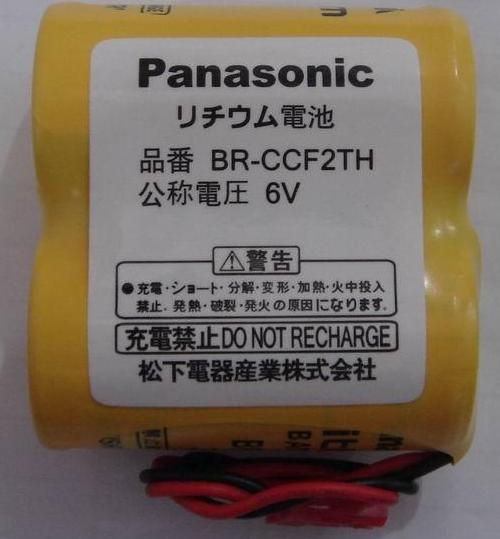 Panasonic
リチウム電池
品番 BR-CCF2TH
公称電圧 6V
⚠警告
●充電・ショート・分解・変形・加熱・火中投入
禁止。発熱・破裂・発火の原因になります。
充電禁止DO NOT RECHARGE
松下電器産業株式会社